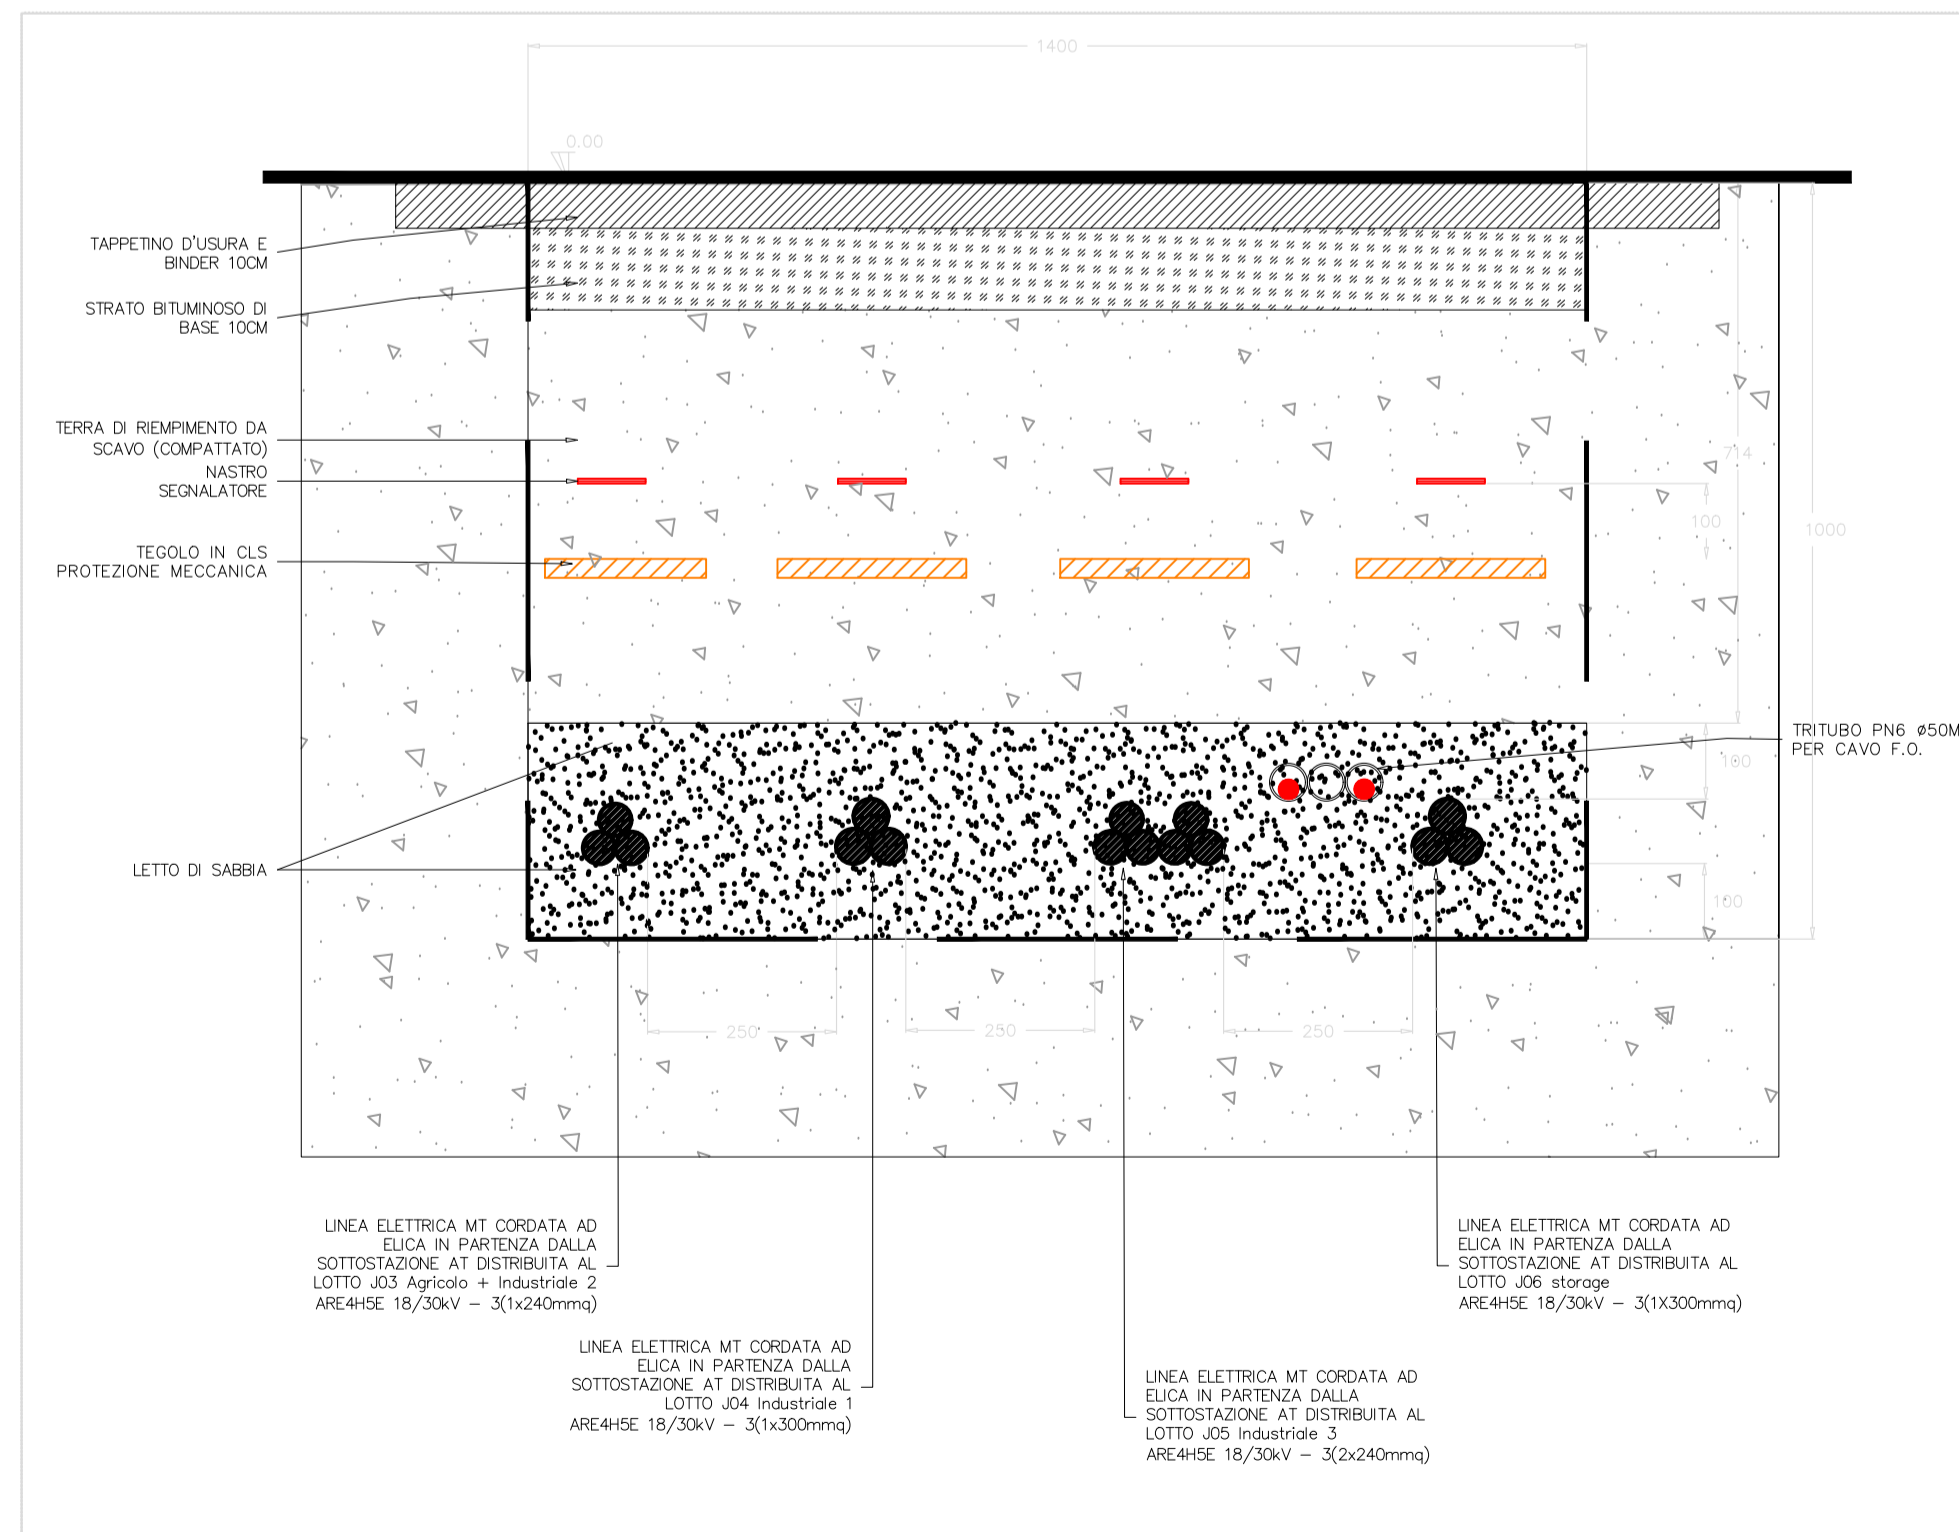 1400
0.00
TAPPETINO D'USURA E
BINDER 10CM
STRATO BITUMINOSO DI
BASE 10CM
TERRA DI RIEMPIMENTO DA
SCAVO (COMPATTATO)
NASTRO
SEGNALATORE
TEGOLO IN CLS
PROTEZIONE MECCANICA
714
100
1000
TRITUBO PN6 ø50M
PER CAVO F.O.
100
LETTO DI SABBIA
100
250
250
250
LINEA ELETTRICA MT CORDATA AD
ELICA IN PARTENZA DALLA
SOTTOSTAZIONE AT DISTRIBUITA AL
LOTTO J03 Agricolo + Industriale 2
ARE4H5E 18/30kV – 3(1x240mmq)
LINEA ELETTRICA MT CORDATA AD
ELICA IN PARTENZA DALLA
SOTTOSTAZIONE AT DISTRIBUITA AL
LOTTO J04 Industriale 1
ARE4H5E 18/30kV – 3(1x300mmq)
LINEA ELETTRICA MT CORDATA AD
ELICA IN PARTENZA DALLA
SOTTOSTAZIONE AT DISTRIBUITA AL
LOTTO J05 Industriale 3
ARE4H5E 18/30kV – 3(2x240mmq)
LINEA ELETTRICA MT CORDATA AD
ELICA IN PARTENZA DALLA
SOTTOSTAZIONE AT DISTRIBUITA AL
LOTTO J06 storage
ARE4H5E 18/30kV – 3(1X300mmq)